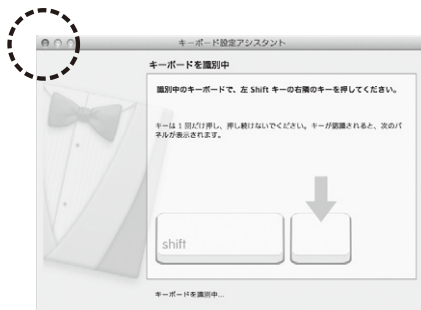 キーボード設定アシスタント
キーボードを識別中
識別中のキーボードで、左 Shift キーの右隣のキーを押してください。
キーは 1 回だけ押し、押し続けないでください。キーが認識されると、次のパ
ネルが表示されます。
shift
キーボードを識別中...